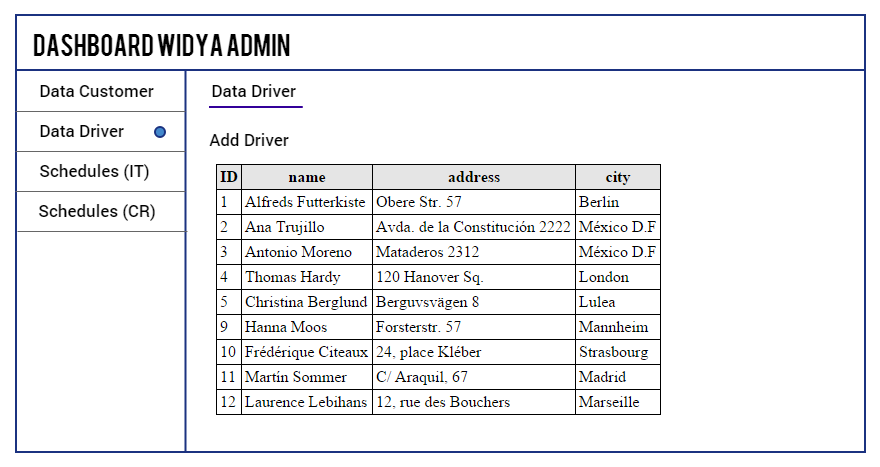 DASHBOARD WIDYA ADMIN
Data Customer
Data Driver
Schedules (IT)
Schedules (CR)
Data Driver
Add Driver
ID name address city
1 Alfreds Futterkiste Obere Str. 57 Berlin
2 Ana Trujillo Avda. de la Constitución 2222 México D.F
3 Antonio Moreno Mataderos 2312 México D.F
4 Thomas Hardy 120 Hanover Sq. London
5 Christina Berglund Berguvsvägen 8 Lulea
9 Hanna Moos Forsterstr. 57 Mannheim
10 Frédérique Citeaux 24, place Kléber Strasbourg
11 Martín Sommer C/ Araquil, 67 Madrid
12 Laurence Lebihans 12, rue des Bouchers Marseille